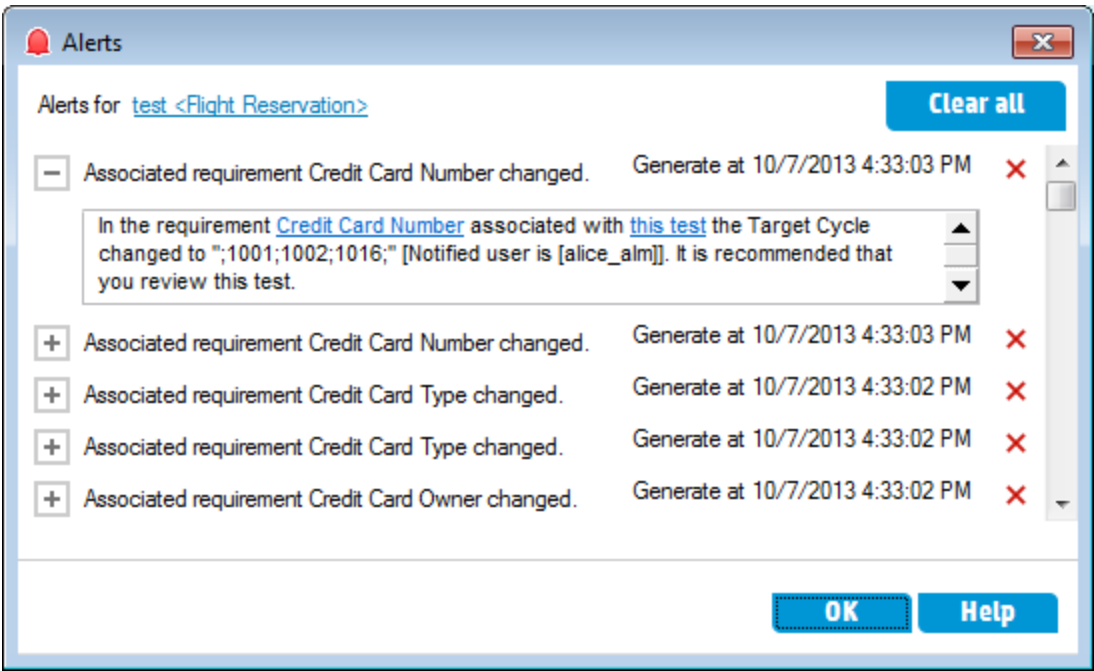 Alerts
Alerts for test <Flight Reservation>
Clear all
Associated requirement Credit Card Number changed. Generate at 10/7/2013 4:33:03 PM
In the requirement Credit Card Number associated with this test the Target Cycle
changed to ";1001;1002;1016;" [Notified user is [alice_alm]]. It is recommended that
you review this test.
Associated requirement Credit Card Number changed. Generate at 10/7/2013 4:33:03 PM
Associated requirement Credit Card Type changed. Generate at 10/7/2013 4:33:02 PM
Associated requirement Credit Card Type changed. Generate at 10/7/2013 4:33:02 PM
Associated requirement Credit Card Owner changed. Generate at 10/7/2013 4:33:02 PM
OK Help